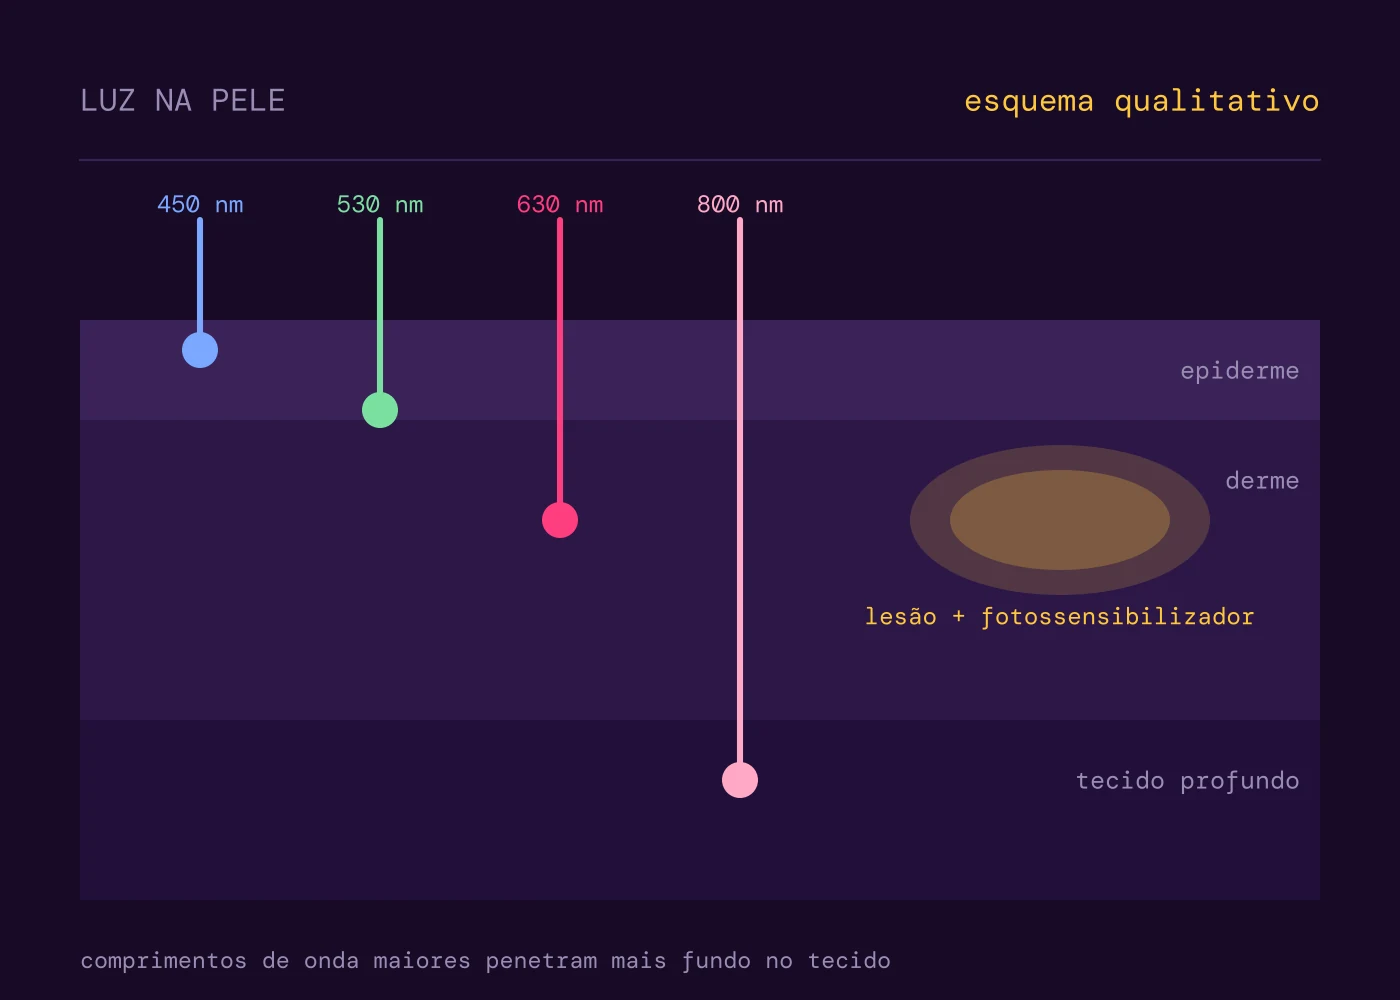 LUZ NA PELE
esquema qualitativo
450 nm
530 nm
630 nm
800 nm
epiderme
derme
lesão + fotossensibilizador
tecido profundo
comprimentos de onda maiores penetram mais fundo no tecido